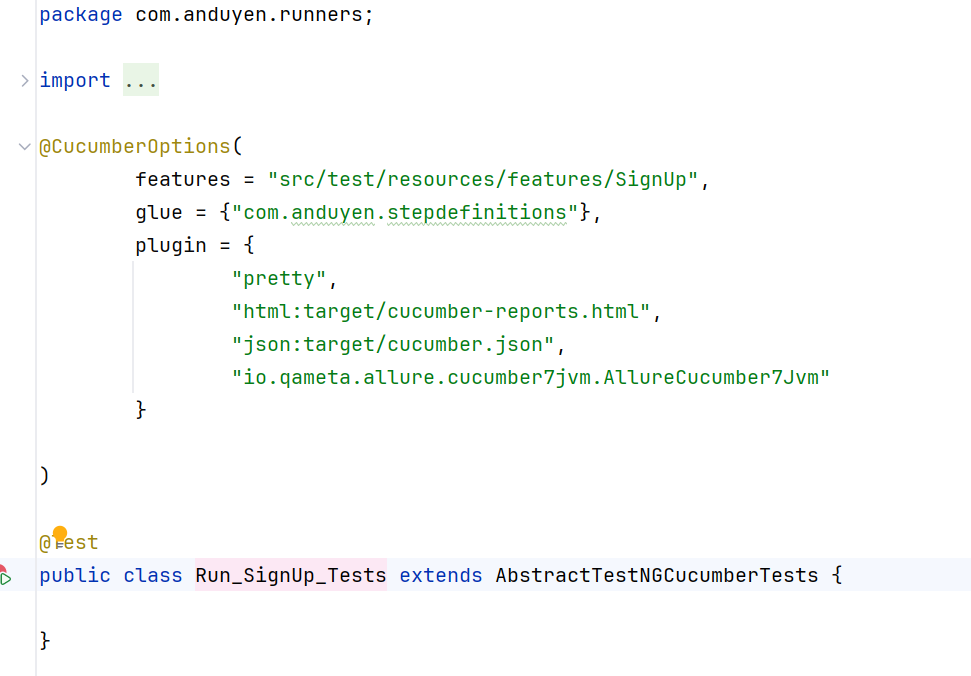 package com.anduyen.runners;
import ...
@CucumberOptions(
features = "src/test/resources/features/SignUp",
glue = {"com.anduyen.stepdefinitions"},
plugin = {
"pretty",
"html:target/cucumber-reports.html",
"json:target/cucumber.json",
"io.qameta.allure.cucumber7jvm.AllureCucumber7Jvm"
}
)
@Test
public class Run_SignUp_Tests extends AbstractTestNGCucumberTests {
}